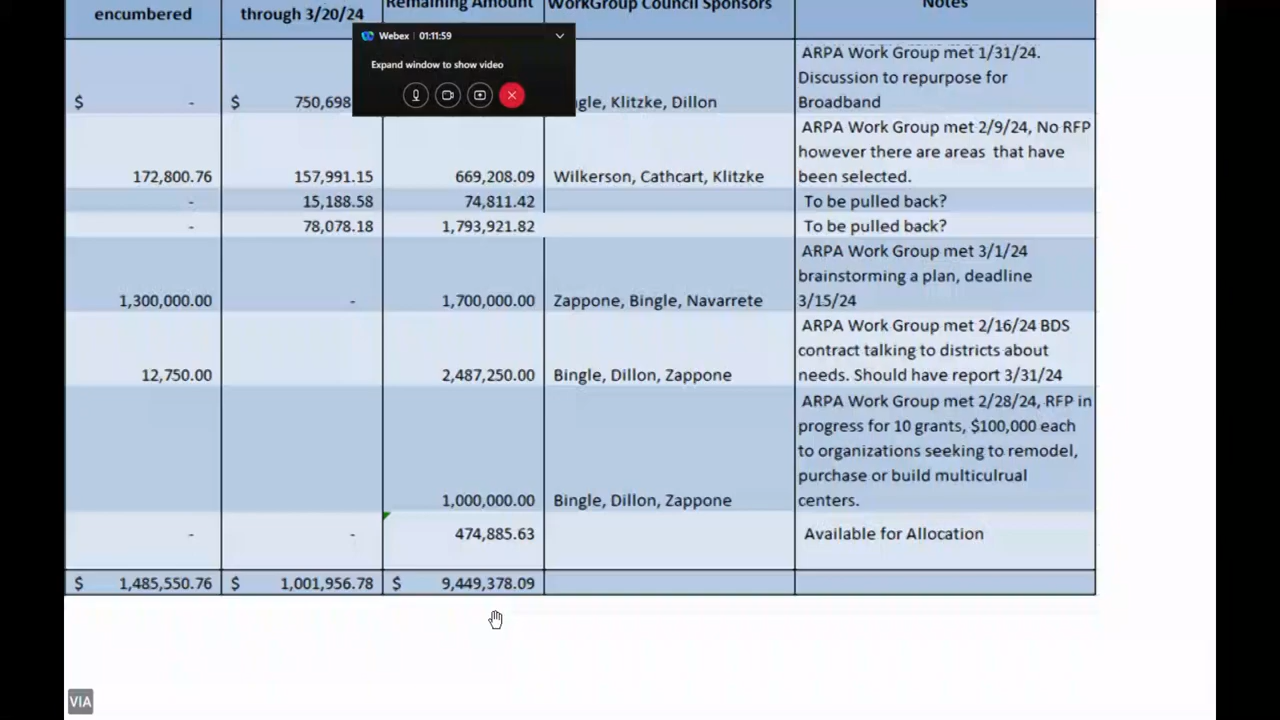 encumbered through 3/20/24 Remaining Amount WorkGroup Council Sponsors Notes
Webex | 01:11:59
Expand window to show video
ARPA Work Group met 1/31/24.
Discussion to repurpose for
$ - $ 750,698 Klitzke, Dillon Broadband
ARPA Work Group met 2/9/24, No RFP
however there are areas that have
172,800.76 157,991.15 669,208.09 Wilkerson, Cathcart, Klitzke been selected.
- 15,188.58 74,811.42 To be pulled back?
- 78,078.18 1,793,921.82 To be pulled back?
ARPA Work Group met 3/1/24
brainstorming a plan, deadline
1,300,000.00 - 1,700,000.00 Zappone, Bingle, Navarrete 3/15/24
ARPA Work Group met 2/16/24 BDS
contract talking to districts about
12,750.00 2,487,250.00 Bingle, Dillon, Zappone needs. Should have report 3/31/24
ARPA Work Group met 2/28/24, RFP in
progress for 10 grants, $100,000 each
to organizations seeking to remodel,
purchase or build multiculrual
1,000,000.00 Bingle, Dillon, Zappone centers.
- - 474,885.63 Available for Allocation
$ 1,485,550.76 $ 1,001,956.78 $ 9,449,378.09
VIA